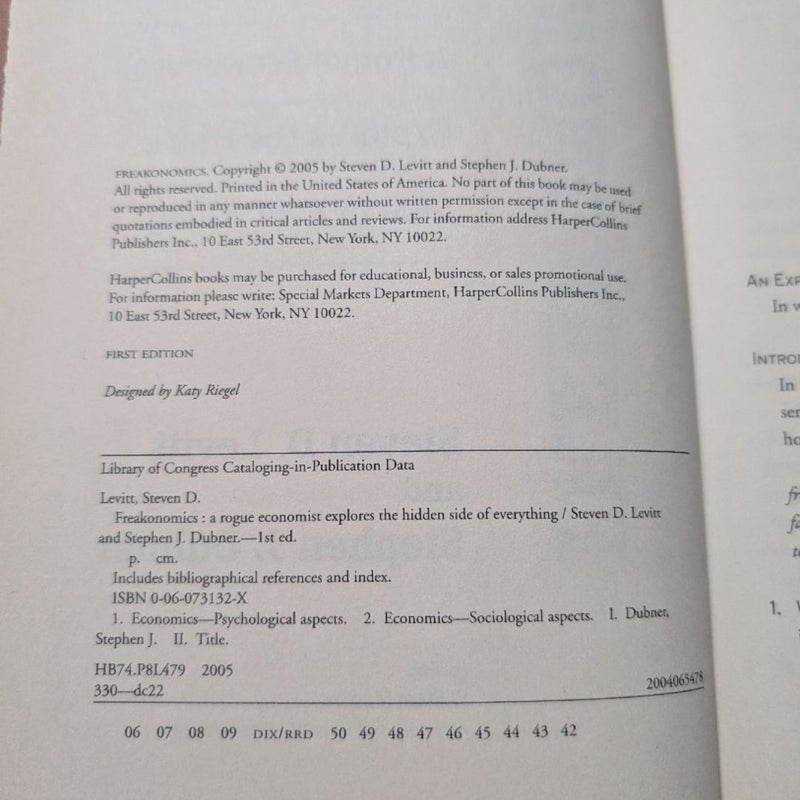 FREAKONOMICS. Copyright © 2005 by Steven D. Levitt and Stephen J. Dubner.
All rights reserved. Printed in the United States of America. No part of this book may be used
or reproduced in any manner whatsoever without written permission except in the case of brief
quotations embodied in critical articles and reviews. For information address HarperCollins
Publishers Inc., 10 East 53rd Street, New York, NY 10022.
HarperCollins books may be purchased for educational, business, or sales promotional use.
For information please write: Special Markets Department, HarperCollins Publishers Inc.,
10 East 53rd Street, New York, NY 10022.
FIRST EDITION
Designed by Katy Riegel
Library of Congress Cataloging-in-Publication Data
Levitt, Steven D.
Freakonomics : a rogue economist explores the hidden side of everything / Steven D. Levitt
and Stephen J. Dubner.—1st ed.
p. cm.
Includes bibliographical references and index.
ISBN 0-06-073132-X
1. Economics—Psychological aspects. 2. Economics—Sociological aspects. I. Dubner,
Stephen J. II. Title.
HB74.P8L479 2005
330—dc22
2004065478
06 07 08 09 DIX/RRD 50 49 48 47 46 45 44 43 42
AN EXP
In w
INTRO
In
ser
ho
fr
fa
1.